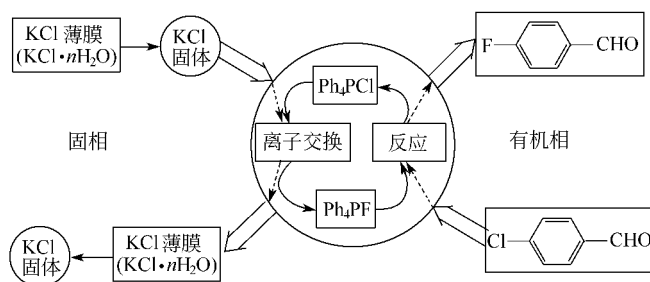 KCl 薄膜
(KCl·nH₂O)
KCl
固体
F
CHO
Ph₄PCl
固相
离子交换
反应
有机相
Ph₄PF
KCl
固体
KCl 薄膜
(KCl·nH₂O)
Cl
CHO